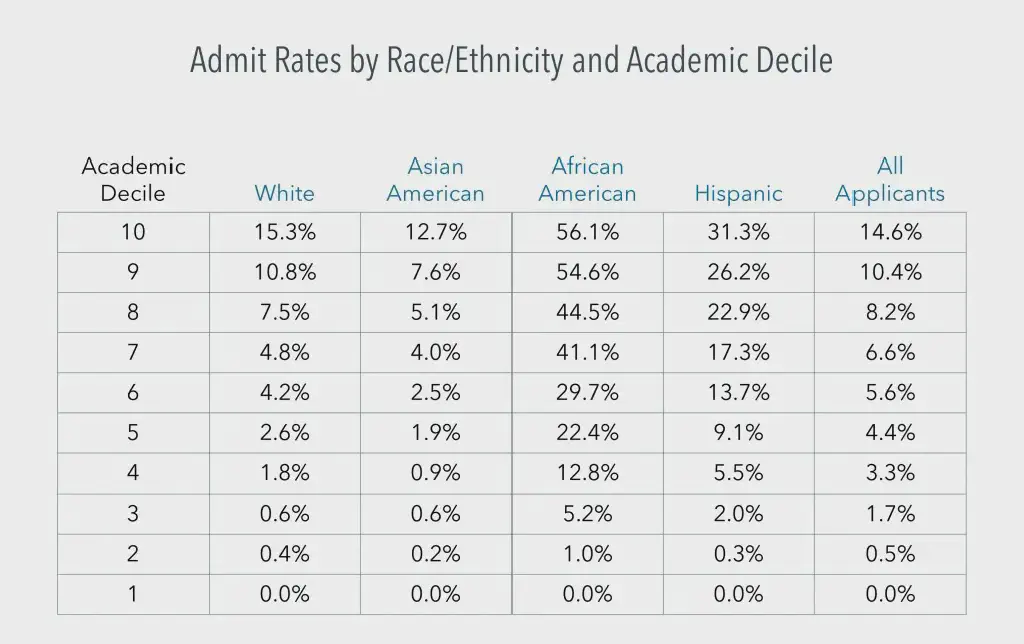 Admit Rates by Race/Ethnicity and Academic Decile
Academic Decile White Asian American African American Hispanic All Applicants
10 15.3% 12.7% 56.1% 31.3% 14.6%
9 10.8% 7.6% 54.6% 26.2% 10.4%
8 7.5% 5.1% 44.5% 22.9% 8.2%
7 4.8% 4.0% 41.1% 17.3% 6.6%
6 4.2% 2.5% 29.7% 13.7% 5.6%
5 2.6% 1.9% 22.4% 9.1% 4.4%
4 1.8% 0.9% 12.8% 5.5% 3.3%
3 0.6% 0.6% 5.2% 2.0% 1.7%
2 0.4% 0.2% 1.0% 0.3% 0.5%
1 0.0% 0.0% 0.0% 0.0% 0.0%